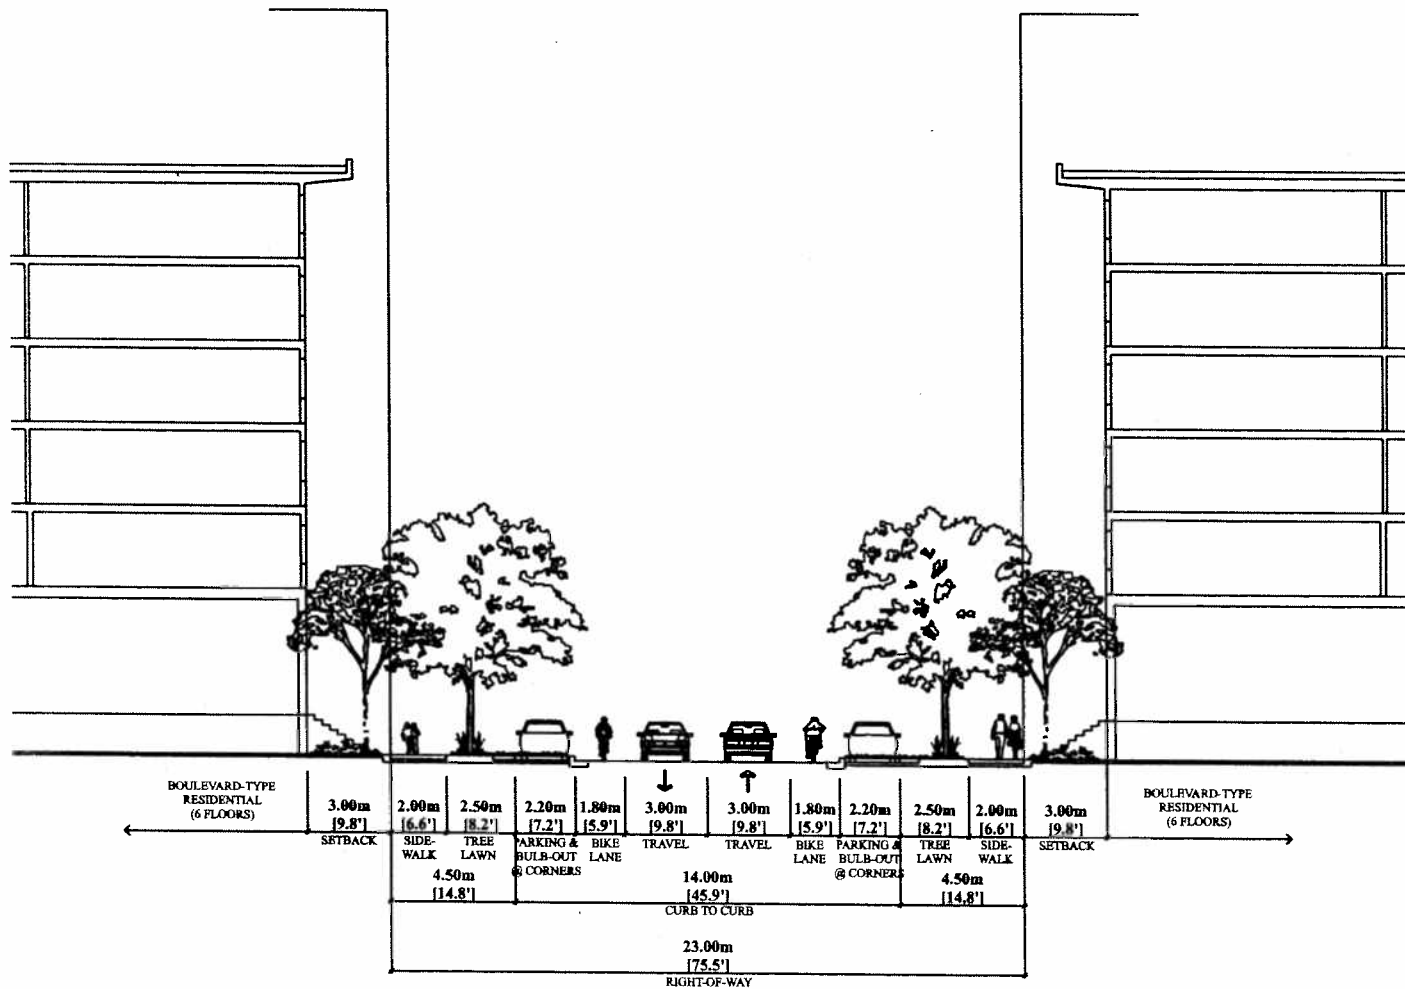 BOULEVARD-TYPE
RESIDENTIAL
(6 FLOORS)
3.00m
[9.8']
SETBACK
2.00m
[6.6']
SIDE-
WALK
2.50m
[8.2']
TREE
LAWN
2.20m
[7.2']
PARKING &
BULB-OUT
@ CORNERS
1.80m
[5.9']
BIKE
LANE
3.00m
[9.8']
TRAVEL
3.00m
[9.8']
TRAVEL
1.80m
[5.9']
BIKE
LANE
2.20m
[7.2']
PARKING &
BULB-OUT
@ CORNERS
2.50m
[8.2']
TREE
LAWN
2.00m
[6.6']
SIDE-
WALK
3.00m
[9.8']
SETBACK
BOULEVARD-TYPE
RESIDENTIAL
(6 FLOORS)
4.50m
[14.8']
14.00m
[45.9']
CURB TO CURB
4.50m
[14.8']
23.00m
[75.5']
RIGHT-OF-WAY